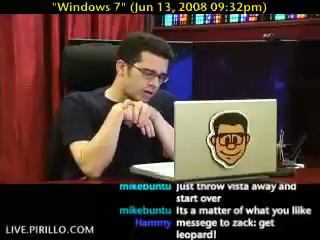 "Windows 7" (Jun 13, 2008 09:32pm)
mikebuntu just throw vista away and
start over
mikebuntu Its a matter of what you llike
Hammy messege to zack: get
leopard!
LIVE.PIRILLO.COM